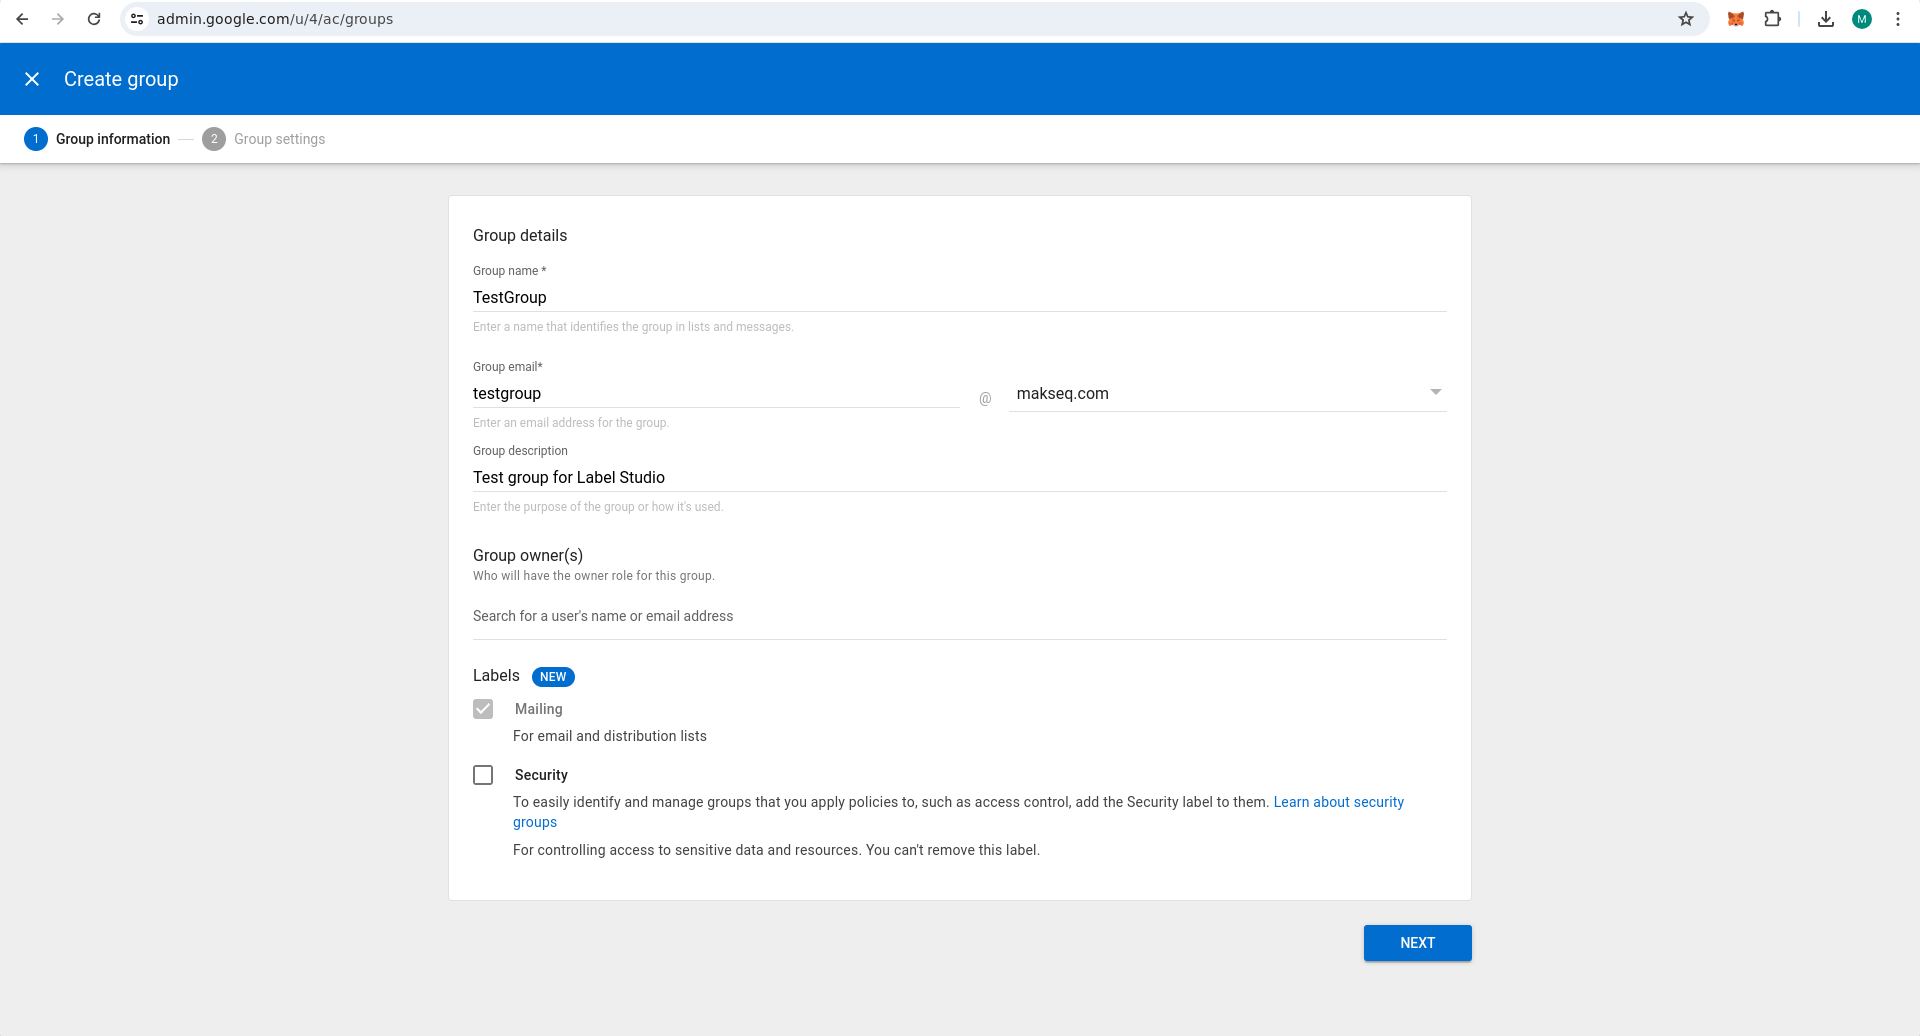 admin.google.com/u/4/ac/groups
M
Create group
1 Group information 2 Group settings
Group details
Group name *
TestGroup
Enter a name that identifies the group in lists and messages.
Group email*
testgroup @ makseq.com
Enter an email address for the group.
Group description
Test group for Label Studio
Enter the purpose of the group or how it's used.
Group owner(s)
Who will have the owner role for this group.
Search for a user's name or email address
Labels NEW
Mailing
For email and distribution lists
Security
To easily identify and manage groups that you apply policies to, such as access control, add the Security label to them. Learn about security
groups
For controlling access to sensitive data and resources. You can't remove this label.
NEXT